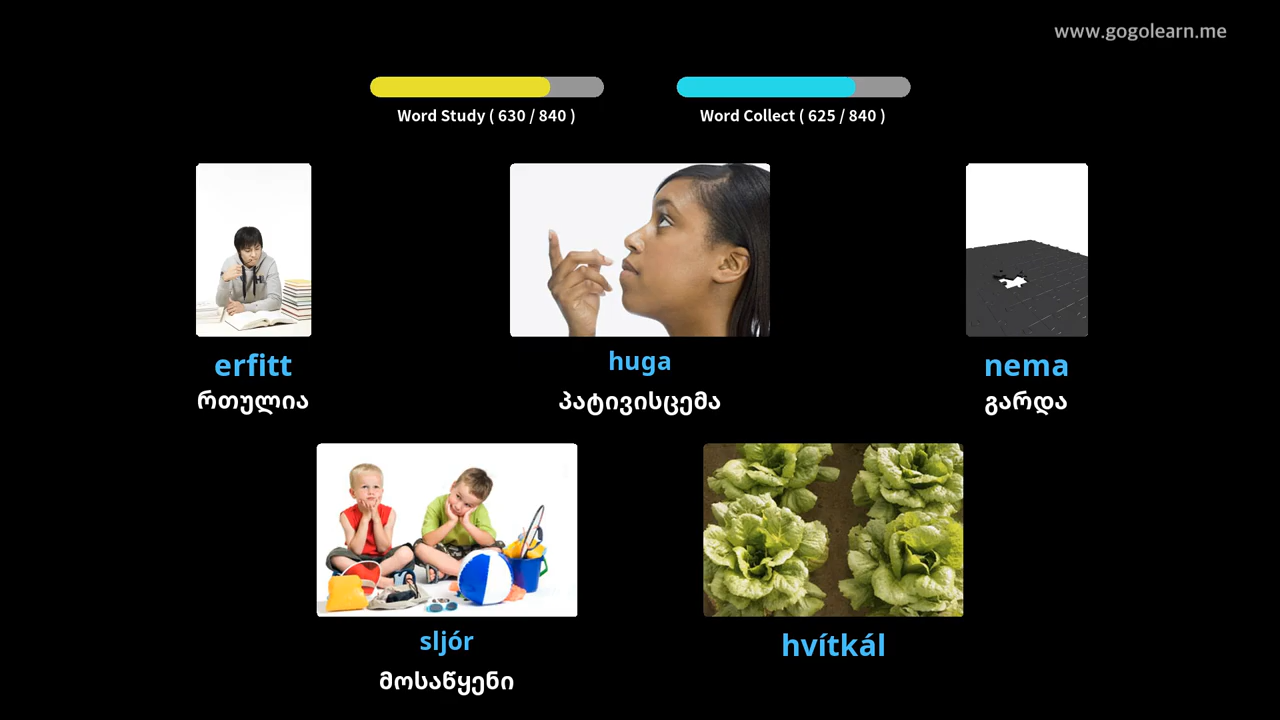 www.gogolearn.me
Word Study ( 630 / 840 )
Word Collect ( 625 / 840 )
erfitt
რთულია
huga
პატივისცემა
nema
გარდა
sljór
მოსაწყენი
hvítkál